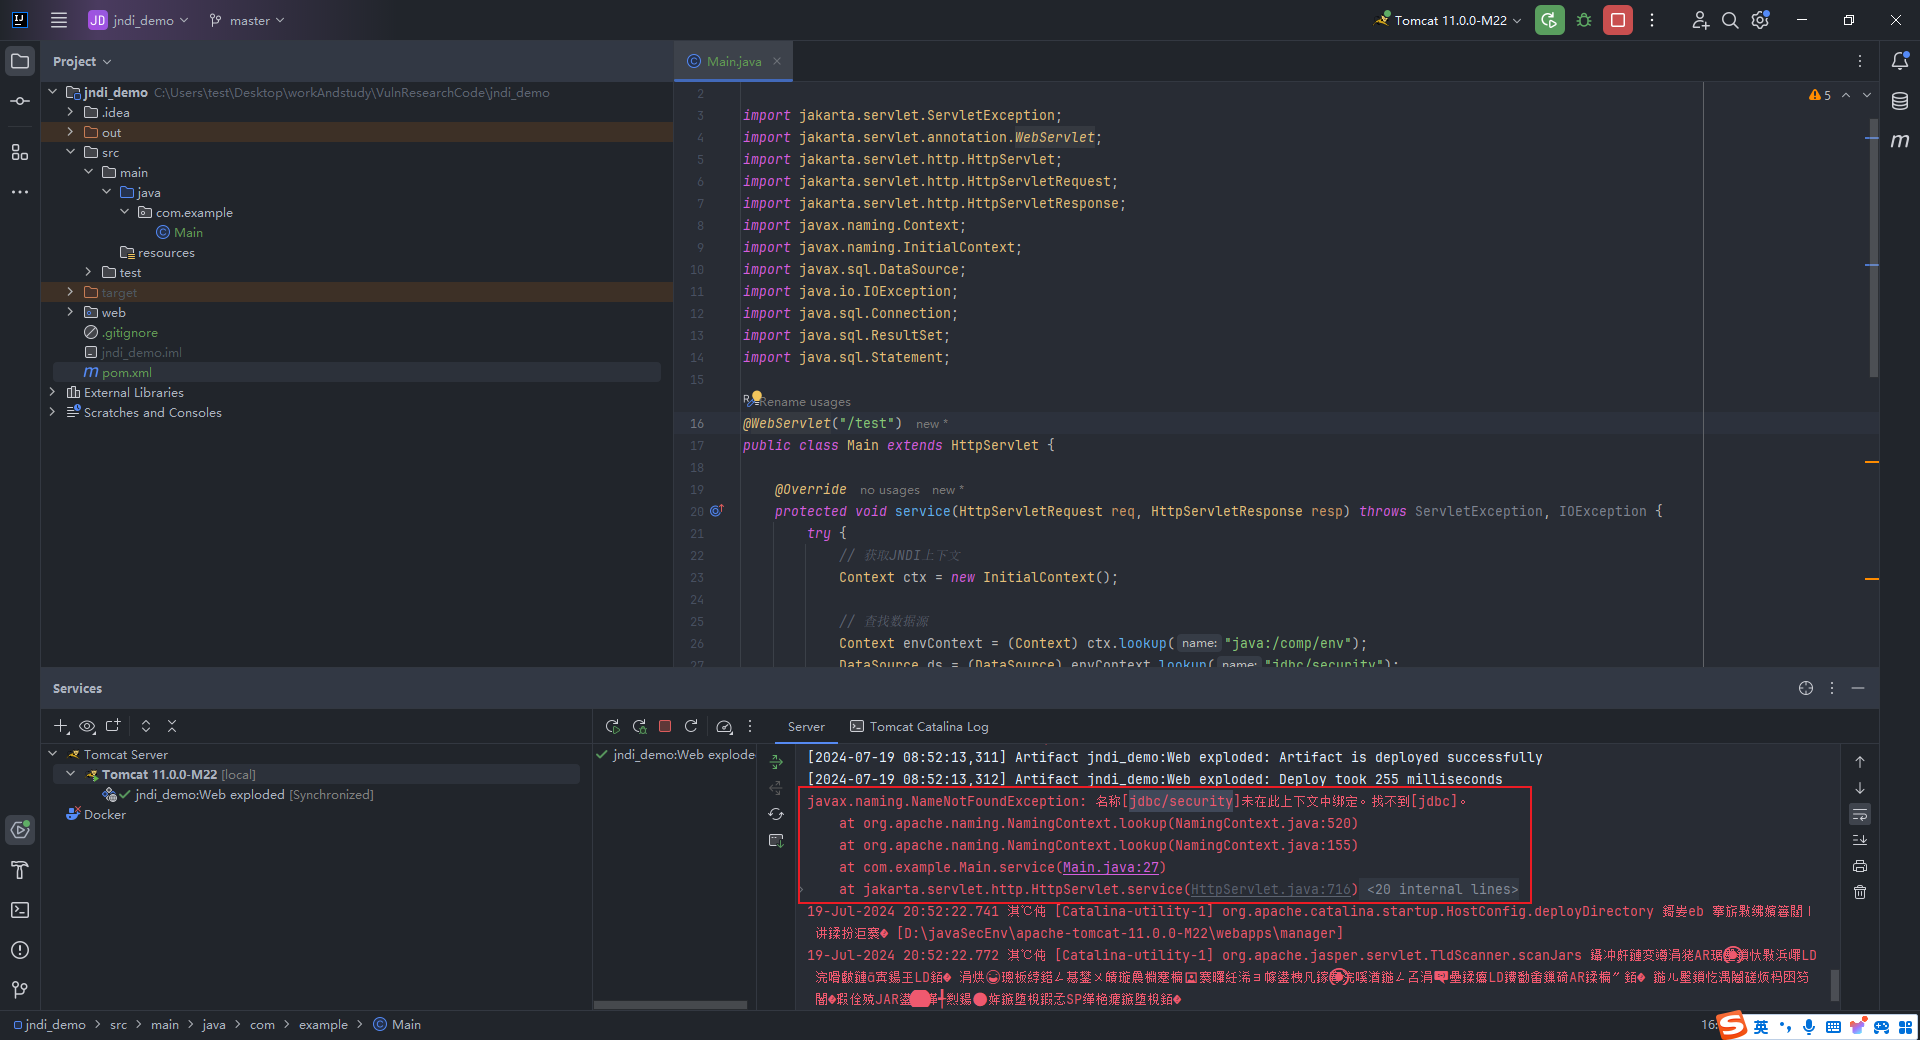 JD jndi_demo master Tomcat 11.0.0-M22
Project
Main.java
jndi_demo C:\Users\test\Desktop\workAndstudy\VulnResearchCode\jndi_demo
.idea
out
src
main
java
com.example
Main
resources
test
target
web
.gitignore
jndi_demo.iml
pom.xml
External Libraries
Scratches and Consoles
5
2
3 import jakarta.servlet.ServletException;
4 import jakarta.servlet.annotation.WebServlet;
5 import jakarta.servlet.http.HttpServlet;
6 import jakarta.servlet.http.HttpServletRequest;
7 import jakarta.servlet.http.HttpServletResponse;
8 import javax.naming.Context;
9 import javax.naming.InitialContext;
10 import javax.sql.DataSource;
11 import java.io.IOException;
12 import java.sql.Connection;
13 import java.sql.ResultSet;
14 import java.sql.Statement;
15
Rename usages
16 @WebServlet("/test") new *
17 public class Main extends HttpServlet {
18
19 @Override no usages new *
20 protected void service(HttpServletRequest req, HttpServletResponse resp) throws ServletException, IOException {
21 try {
22 // 获取JNDI上下文
23 Context ctx = new InitialContext();
24
25 // 查找数据源
26 Context envContext = (Context) ctx.lookup( name: "java:/comp/env");
27 DataSource ds = (DataSource) envContext.lookup( name: "jdbc/security");
Services
Server
Tomcat Catalina Log
Tomcat Server
Tomcat 11.0.0-M22 [local]
jndi_demo:Web exploded [Synchronized]
Docker
jndi_demo:Web explode
[2024-07-19 08:52:13,311] Artifact jndi_demo:Web exploded: Artifact is deployed successfully
[2024-07-19 08:52:13,312] Artifact jndi_demo:Web exploded: Deploy took 255 milliseconds
javax.naming.NameNotFoundException: 名称[jdbc/security]未在此上下文中绑定。找不到[jdbc]。
at org.apache.naming.NamingContext.lookup(NamingContext.java:520)
at org.apache.naming.NamingContext.lookup(NamingContext.java:155)
at com.example.Main.service(Main.java:27)
at jakarta.servlet.http.HttpServlet.service(HttpServlet.java:716) <20 internal lines>
19-Jul-2024 20:52:22.741 [Catalina-utility-1] org.apache.catalina.startup.HostConfig.deployDirectory
[D:\javaSecEnv\apache-tomcat-11.0.0-M22\webapps\manager]
19-Jul-2024 20:52:22.772 [Catalina-utility-1] org.apache.jasper.servlet.TldScanner.scanJars
jndi_demo > src > main > java > com > example > Main
16:
英